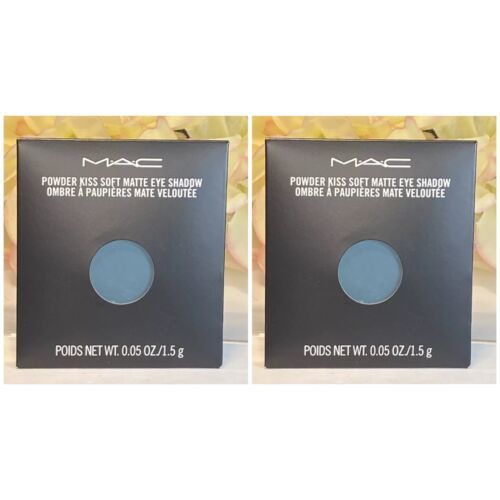 MAC
POWDER KISS SOFT MATTE EYE SHADOW
OMBRE À PAUPIÈRES MATE VELOUTÉE
POIDS NET WT. 0.05 OZ./1.5 g
MAC
POWDER KISS SOFT MATTE EYE SHADOW
OMBRE À PAUPIÈRES MATE VELOUTÉE
POIDS NET WT. 0.05 OZ./1.5 g